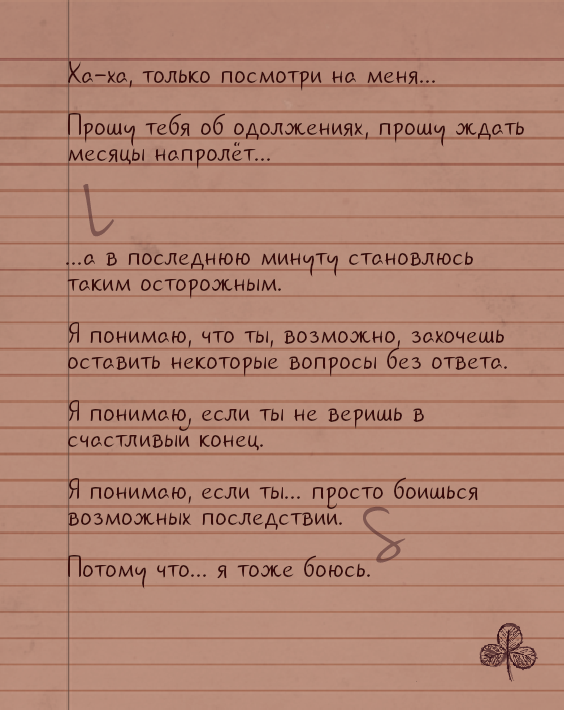 Ха-ха, только посмотри на меня...
Прошу тебя об одолжениях, прошу ждать
месяцы напролёт...
L
...а в последнюю минуту становлюсь
таким осторожным.
Я понимаю, что ты, возможно, захочешь
оставить некоторые вопросы без ответа.
Я понимаю, если ты не веришь в
счастливый конец.
Я понимаю, если ты... просто боишься
возможных последствий.
S
Потому что... я тоже боюсь.